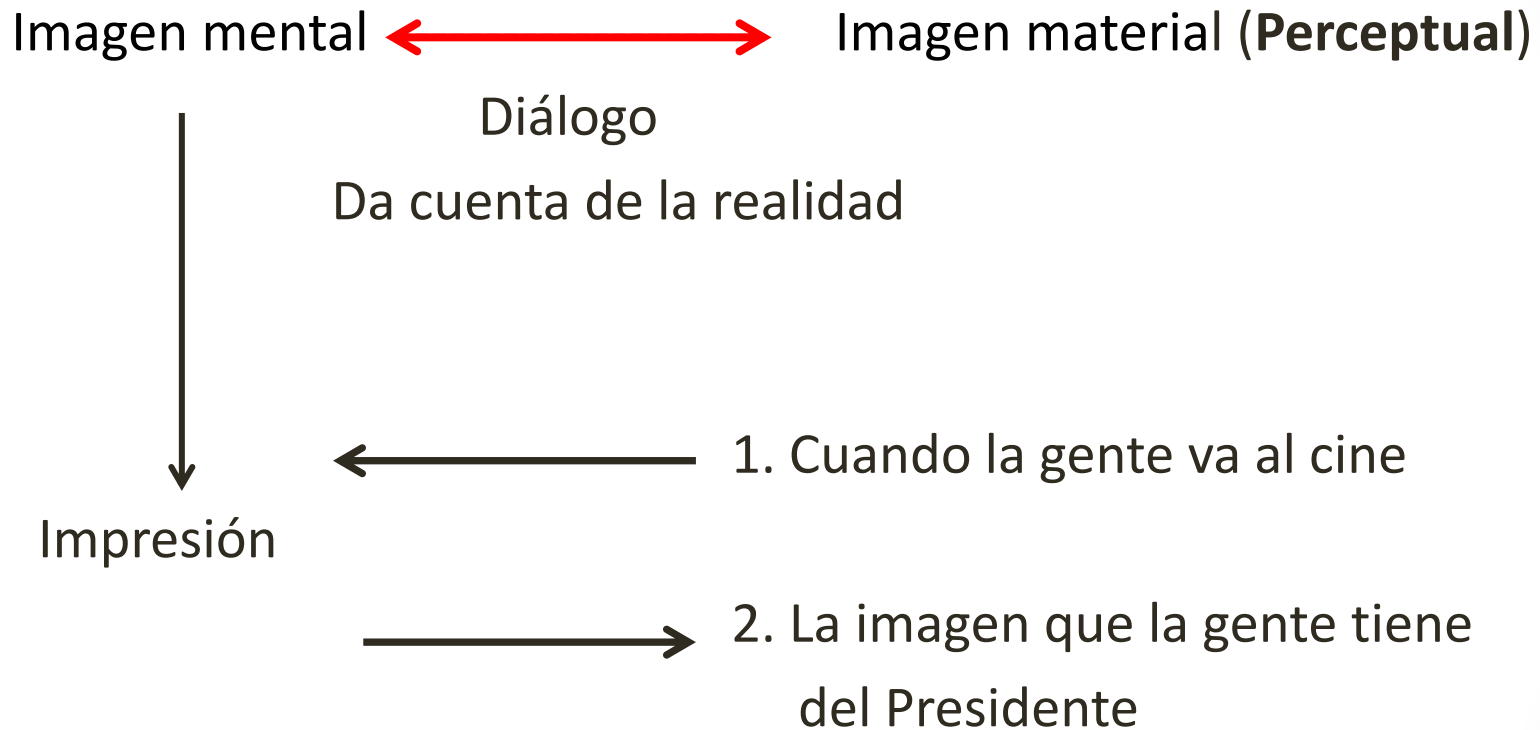 Imagen mental Imagen material (Perceptual)
Diálogo
Da cuenta de la realidad
1. Cuando la gente va al cine
Impresión
2. La imagen que la gente tiene
del Presidente